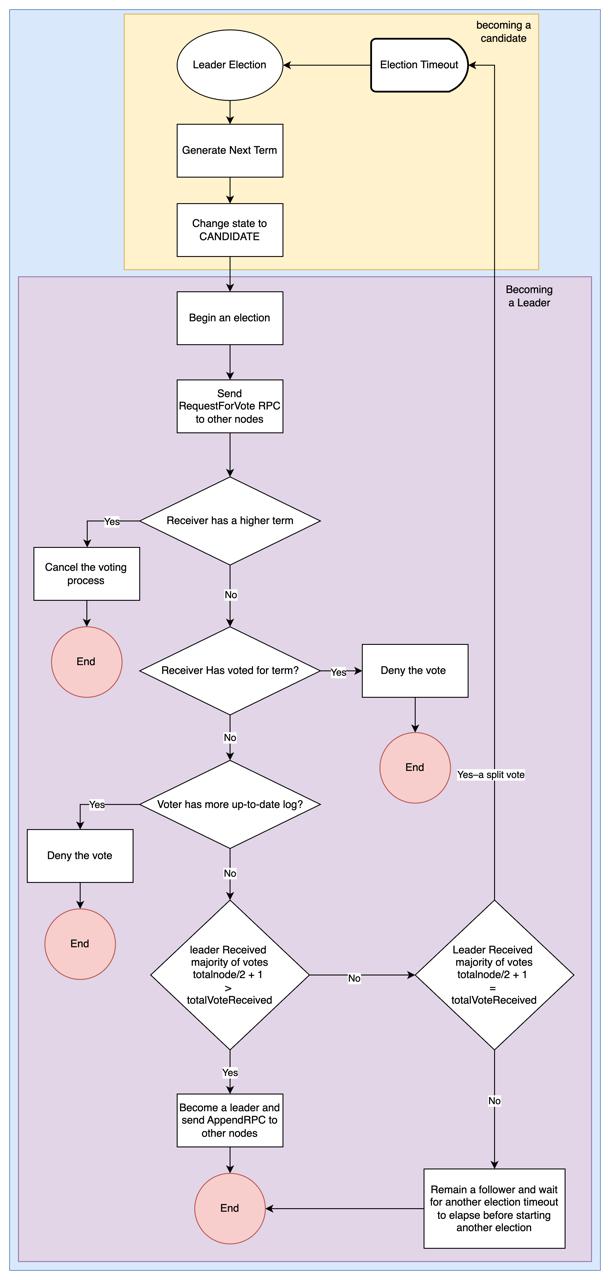 becoming a
candidate
Leader Election
Election Timeout
Generate Next Term
Change state to
CANDIDATE
Becoming
a Leader
Begin an election
Send
RequestForVote RPC
to other nodes
Receiver has a higher term
Yes
Cancel the voting
process
No
End
Receiver Has voted for term?
Yes
Deny the vote
No
End
Yes–a split vote
Voter has more up-to-date log?
Yes
Deny the vote
No
End
leader Received
majority of votes
totalnode/2 + 1
>
totalVoteReceived
No
Leader Received
majority of votes
totalnode/2 + 1
=
totalVoteReceived
Yes
No
Become a leader and
send AppendRPC to
other nodes
End
Remain a follower and wait
for another election timeout
to elapse before starting
another election